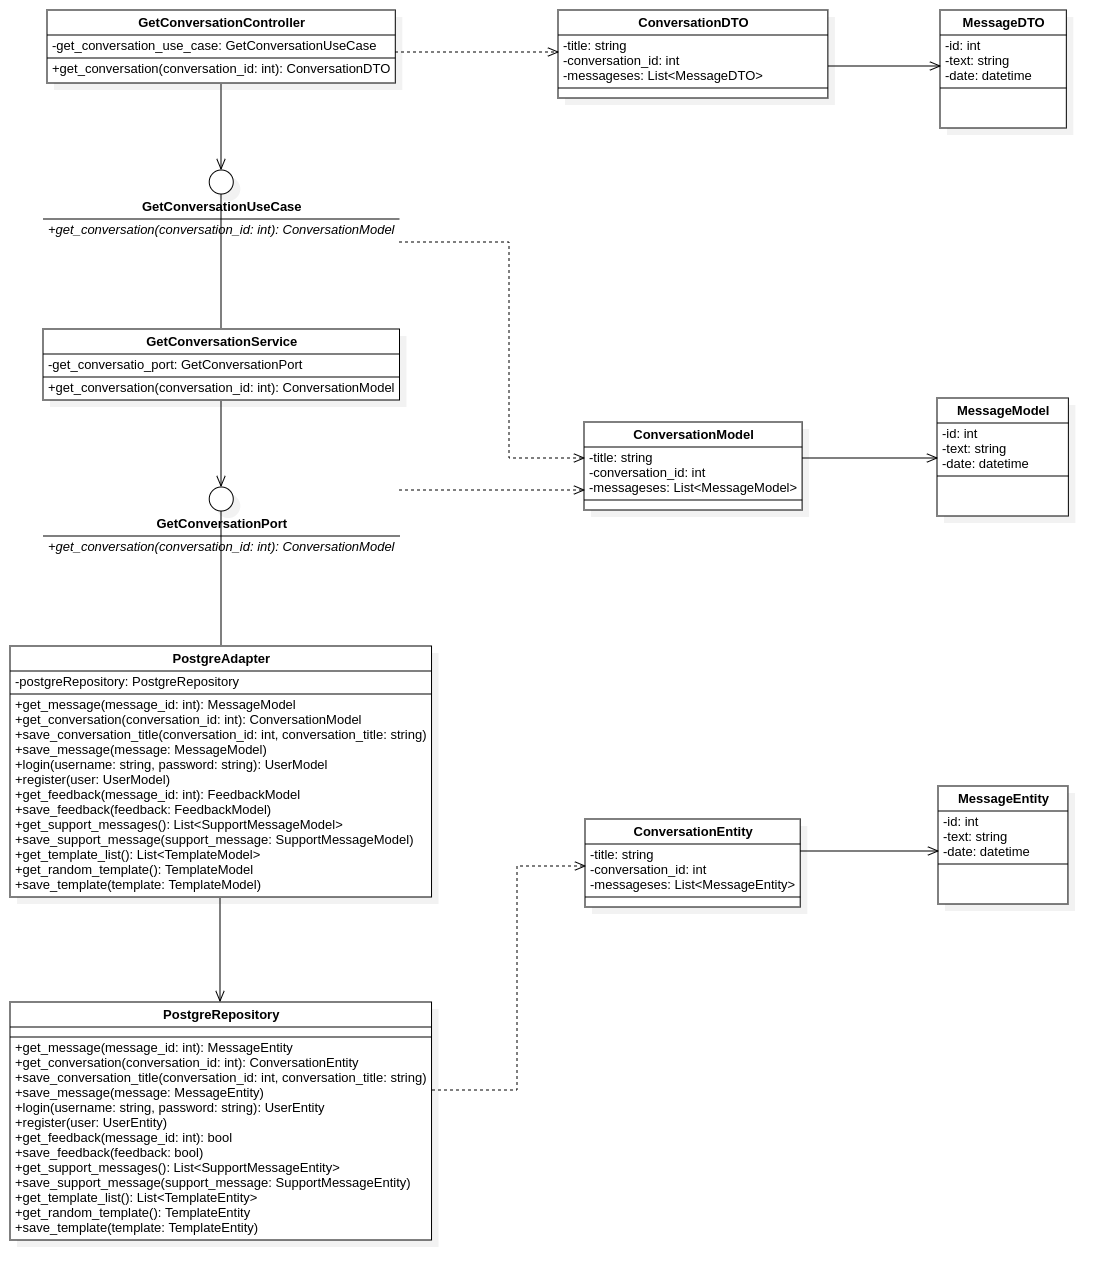 GetConversationController
-get_conversation_use_case: GetConversationUseCase
+get_conversation(conversation_id: int): ConversationDTO
ConversationDTO
-title: string
-conversation_id: int
-messageses: List<MessageDTO>
MessageDTO
-id: int
-text: string
-date: datetime
GetConversationUseCase
+get_conversation(conversation_id: int): ConversationModel
GetConversationService
-get_conversatio_port: GetConversationPort
+get_conversation(conversation_id: int): ConversationModel
ConversationModel
-title: string
-conversation_id: int
-messageses: List<MessageModel>
MessageModel
-id: int
-text: string
-date: datetime
GetConversationPort
+get_conversation(conversation_id: int): ConversationModel
PostgreAdapter
-postgreRepository: PostgreRepository
+get_message(message_id: int): MessageModel
+get_conversation(conversation_id: int): ConversationModel
+save_conversation_title(conversation_id: int, conversation_title: string)
+save_message(message: MessageModel)
+login(username: string, password: string): UserModel
+register(user: UserModel)
+get_feedback(message_id: int): FeedbackModel
+save_feedback(feedback: FeedbackModel)
+get_support_messages(): List<SupportMessageModel>
+save_support_message(support_message: SupportMessageModel)
+get_template_list(): List<TemplateModel>
+get_random_template(): TemplateModel
+save_template(template: TemplateModel)
ConversationEntity
-title: string
-conversation_id: int
-messageses: List<MessageEntity>
MessageEntity
-id: int
-text: string
-date: datetime
PostgreRepository
+get_message(message_id: int): MessageEntity
+get_conversation(conversation_id: int): ConversationEntity
+save_conversation_title(conversation_id: int, conversation_title: string)
+save_message(message: MessageEntity)
+login(username: string, password: string): UserEntity
+register(user: UserEntity)
+get_feedback(message_id: int): bool
+save_feedback(feedback: bool)
+get_support_messages(): List<SupportMessageEntity>
+save_support_message(support_message: SupportMessageEntity)
+get_template_list(): List<TemplateEntity>
+get_random_template(): TemplateEntity
+save_template(template: TemplateEntity)